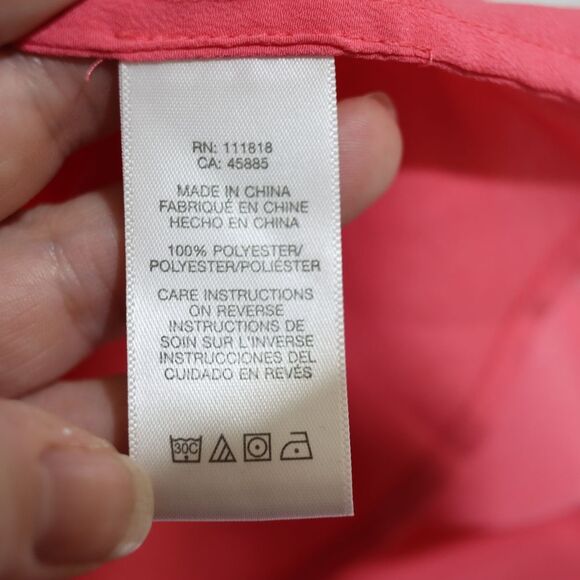 RN: 111818
CA: 45885
MADE IN CHINA
FABRIQUÉ EN CHINE
HECHO EN CHINA
100% POLYESTER/
POLYESTER/POLIÉSTER
CARE INSTRUCTIONS
ON REVERSE
INSTRUCTIONS DE
SOIN SUR L'INVERSE
INSTRUCCIONES DEL
CUIDADO EN REVÉS
30C